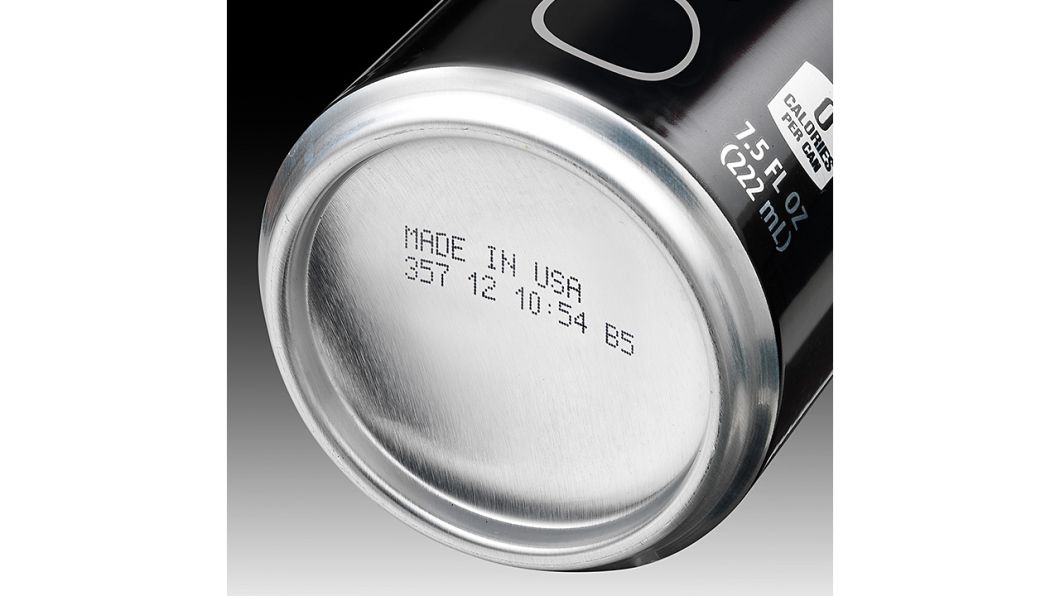 MADE IN USA
357 12 10:54 B5
0
CALORIES
PER CAN
7.5 FL OZ
(222 mL)